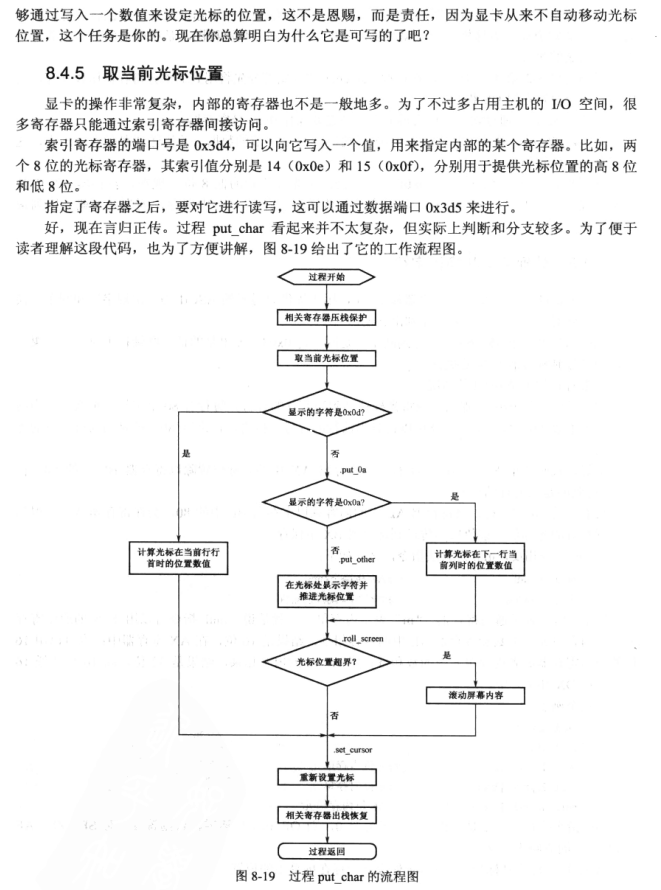 够通过写入一个数值来设定光标的位置，这不是恩赐，而是责任，因为显卡从来不自动移动光标
位置，这个任务是你的。现在你总算明白为什么它是可写的了吧？
8.4.5 取当前光标位置
显卡的操作非常复杂，内部的寄存器也不是一般地多。为了不过多占用主机的 I/O 空间，很
多寄存器只能通过索引寄存器间接访问。
索引寄存器的端口号是 0x3d4，可以向它写入一个值，用来指定内部的某个寄存器。比如，两
个 8 位的光标寄存器，其索引值分别是 14（0x0e）和 15（0x0f），分别用于提供光标位置的高 8 位
和低 8 位。
指定了寄存器之后，要对它进行读写，这可以通过数据端口 0x3d5 来进行。
好，现在言归正传。过程 put_char 看起来并不太复杂，但实际上判断和分支较多。为了便于
读者理解这段代码，也为了方便讲解，图 8-19 给出了它的工作流程图。
过程开始
相关寄存器压栈保护
取当前光标位置
显示的字符是0x0d?
是
否
.put_0a
显示的字符是0x0a?
是
否
.put_other
计算光标在当前行行
首时的位置数值
计算光标在下一行当
前列时的位置数值
在光标处显示字符并
推进光标位置
.roll_screen
光标位置超界？
是
滚动屏幕内容
否
.set_cursor
重新设置光标
相关寄存器出栈恢复
过程返回
图 8-19 过程 put_char 的流程图